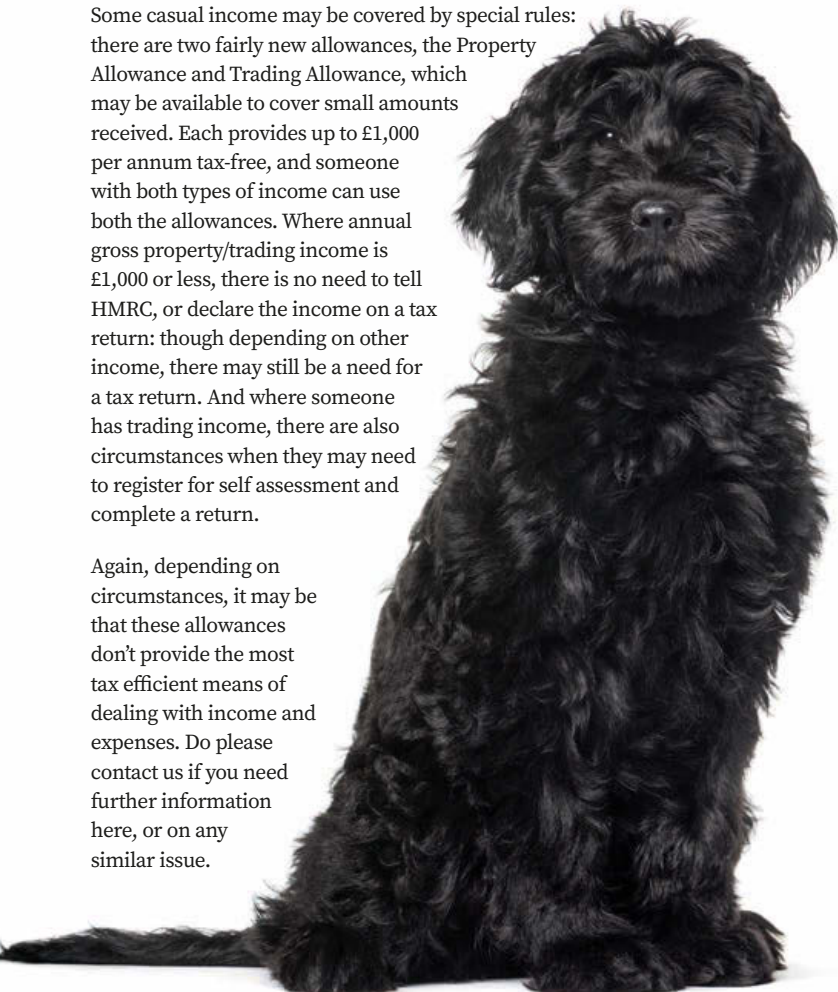 Some casual income may be covered by special rules:
there are two fairly new allowances, the Property
Allowance and Trading Allowance, which
may be available to cover small amounts
received. Each provides up to £1,000
per annum tax-free, and someone
with both types of income can use
both the allowances. Where annual
gross property/trading income is
£1,000 or less, there is no need to tell
HMRC, or declare the income on a tax
return: though depending on other
income, there may still be a need for
a tax return. And where someone
has trading income, there are also
circumstances when they may need
to register for self assessment and
complete a return.
Again, depending on
circumstances, it may be
that these allowances
don’t provide the most
tax efficient means of
dealing with income and
expenses. Do please
contact us if you need
further information
here, or on any
similar issue.